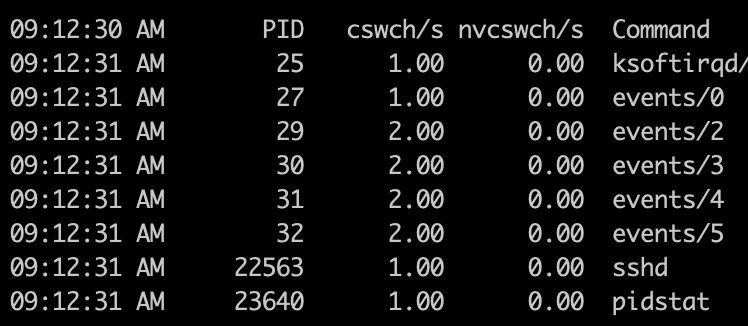 09:12:30 AM       PID   cswch/s nvcswch/s  Command
09:12:31 AM        25      1.00      0.00  ksoftirqd/
09:12:31 AM        27      1.00      0.00  events/0
09:12:31 AM        29      2.00      0.00  events/2
09:12:31 AM        30      2.00      0.00  events/3
09:12:31 AM        31      2.00      0.00  events/4
09:12:31 AM        32      2.00      0.00  events/5
09:12:31 AM     22563      1.00      0.00  sshd
09:12:31 AM     23640      1.00      0.00  pidstat